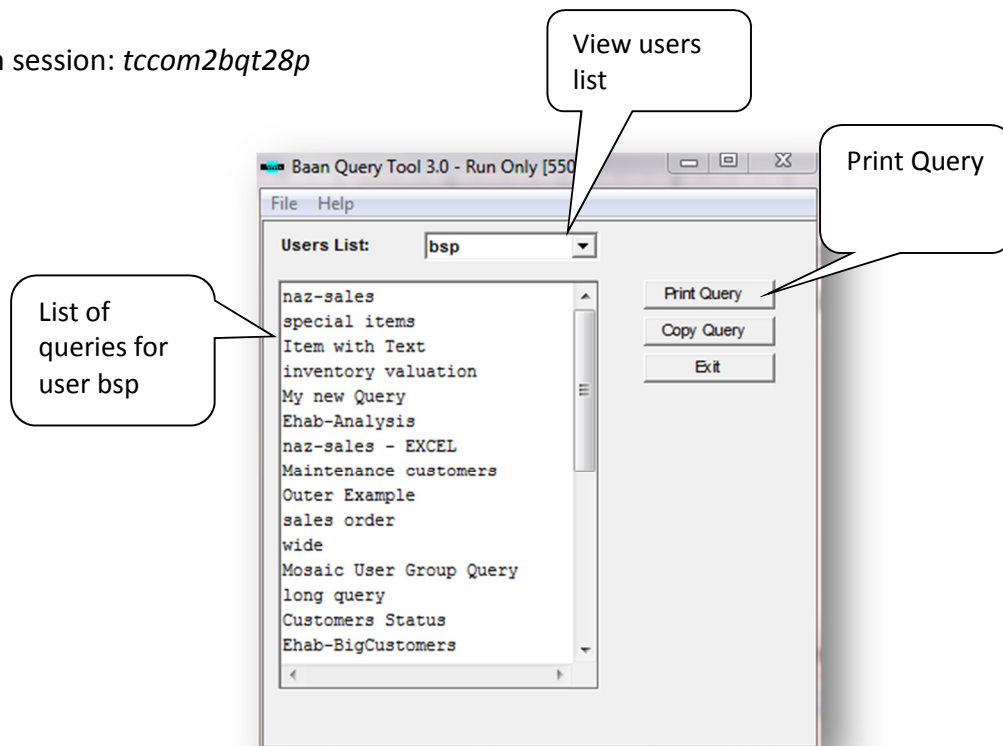 session: tccom2bqt28p
View users
list
Print Query
Baan Query Tool 3.0 - Run Only [550
File Help
Users List: bsp
List of
queries for
user bsp
naz-sales
special items
Item with Text
inventory valuation
My new Query
Ehab-Analysis
naz-sales - EXCEL
Maintenance customers
Outer Example
sales order
wide
Mosaic User Group Query
long query
Customers Status
Ehab-BigCustomers
Print Query
Copy Query
Exit